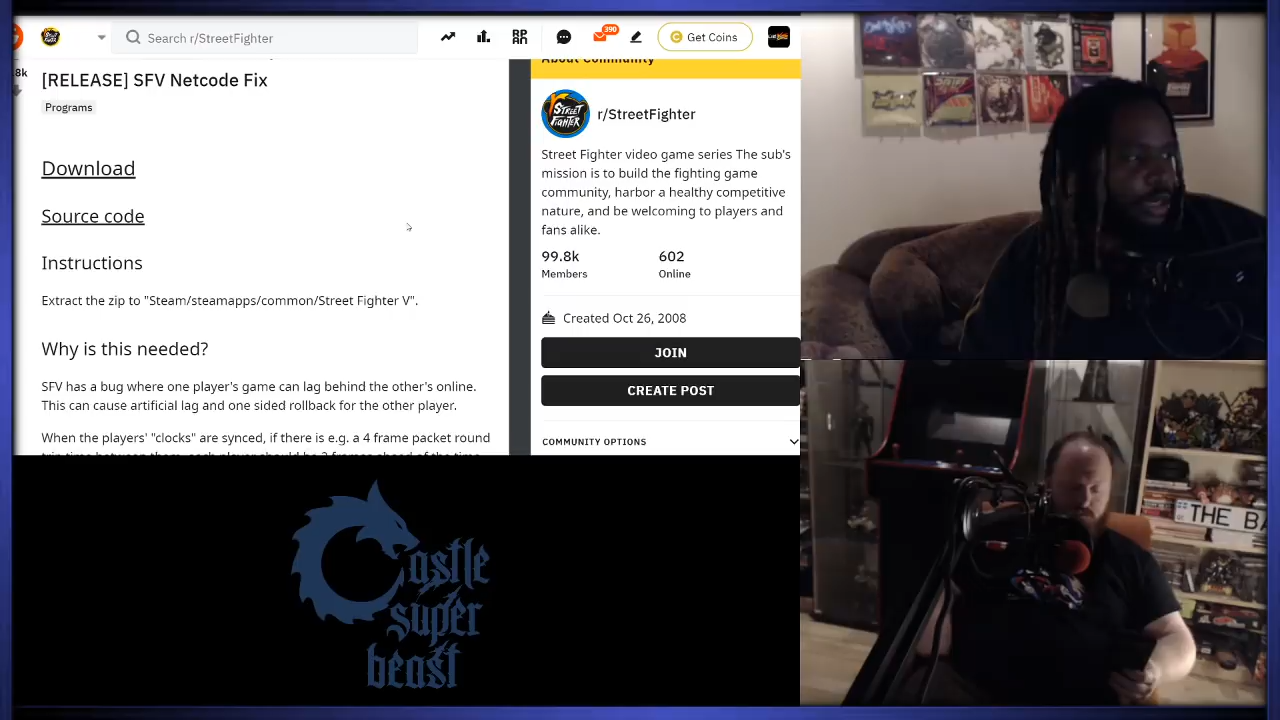 Search r/StreetFighter
390
Get Coins
8k
[RELEASE] SFV Netcode Fix
Programs
Download
Source code
Instructions
Extract the zip to "Steam/steamapps/common/Street Fighter V".
Why is this needed?
SFV has a bug where one player's game can lag behind the other's online.
This can cause artificial lag and one sided rollback for the other player.
When the players' "clocks" are synced, if there is e.g. a 4 frame packet round
About Community
STREET FIGHTER
r/StreetFighter
Street Fighter video game series The sub's
mission is to build the fighting game
community, harbor a healthy competitive
nature, and be welcoming to players and
fans alike.
99.8k
602
Members
Online
Created Oct 26, 2008
JOIN
CREATE POST
COMMUNITY OPTIONS
Castle
super
beast
THE BA